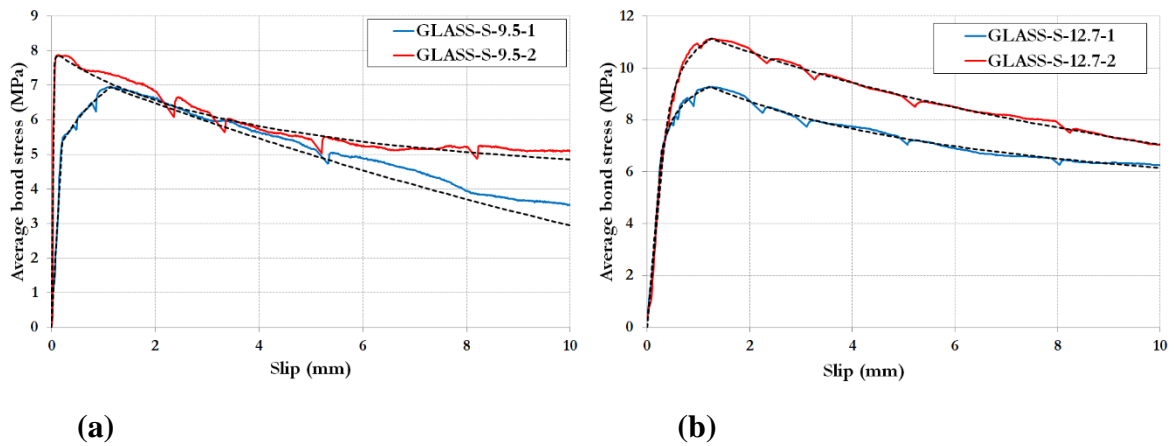 9
8
7
6
5
4
3
2
1
0
Average bond stress (MPa)
GLASS-S-9.5-1
GLASS-S-9.5-2
0 2 4 6 8 10
Slip (mm)
(a)
12
10
8
6
4
2
0
Average bond stress (MPa)
GLASS-S-12.7-1
GLASS-S-12.7-2
0 2 4 6 8 10
Slip (mm)
(b)